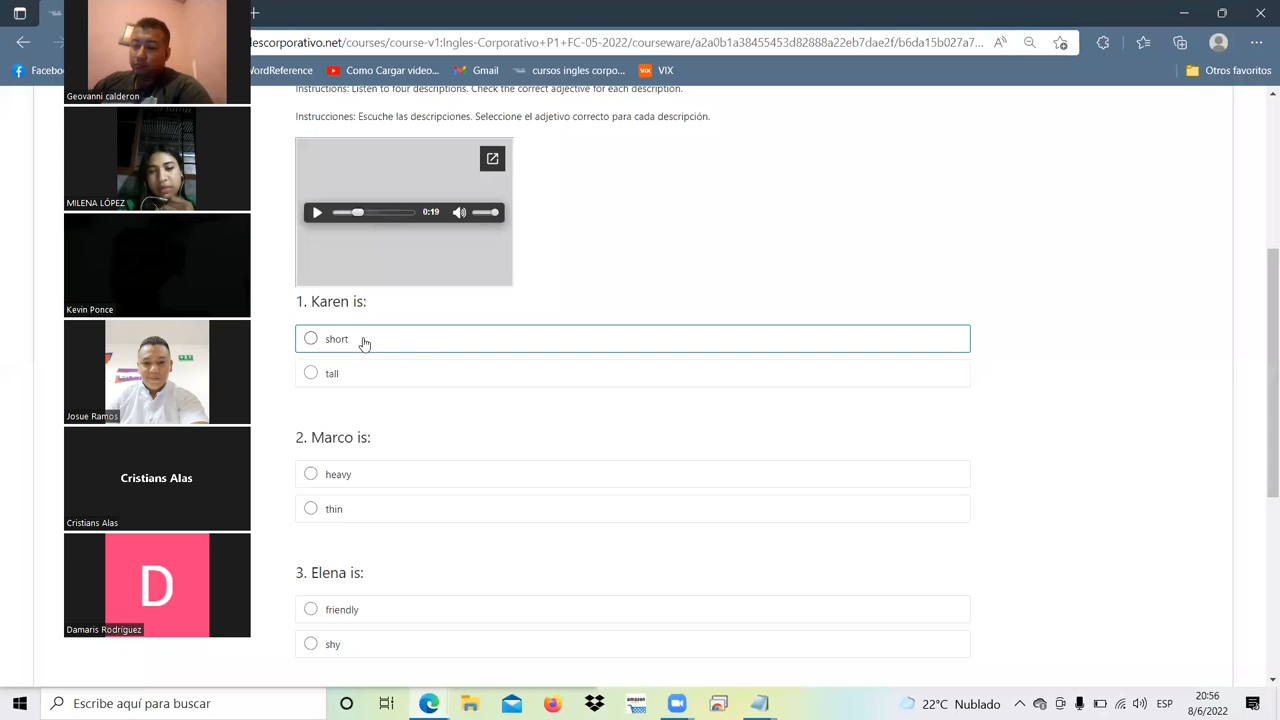 escorporativo.net/courses/course-v1:Ingles-Corporativo+P1+FC-05-2022/courseware/a2a0b1a38455453d82888a22eb7dae2f/b6da15b027a7...
Facebo
WordReference
Como Cargar video...
Gmail
cursos ingles corpo...
VIX
VIX
Otros favoritos
Instructions: Listen to four descriptions. Check the correct adjective for each description.
Instrucciones: Escuche las descripciones. Seleccione el adjetivo correcto para cada descripción.
0:19
1. Karen is:
short
tall
2. Marco is:
heavy
thin
3. Elena is:
friendly
shy
Geovanni calderon
MILENA LÓPEZ
Kevin Ponce
Josue Ramos
Cristians Alas
Cristians Alas
D
Damaris Rodríguez
Escribe aquí para buscar
amazon
22°C Nublado
ESP
20:56
8/6/2022